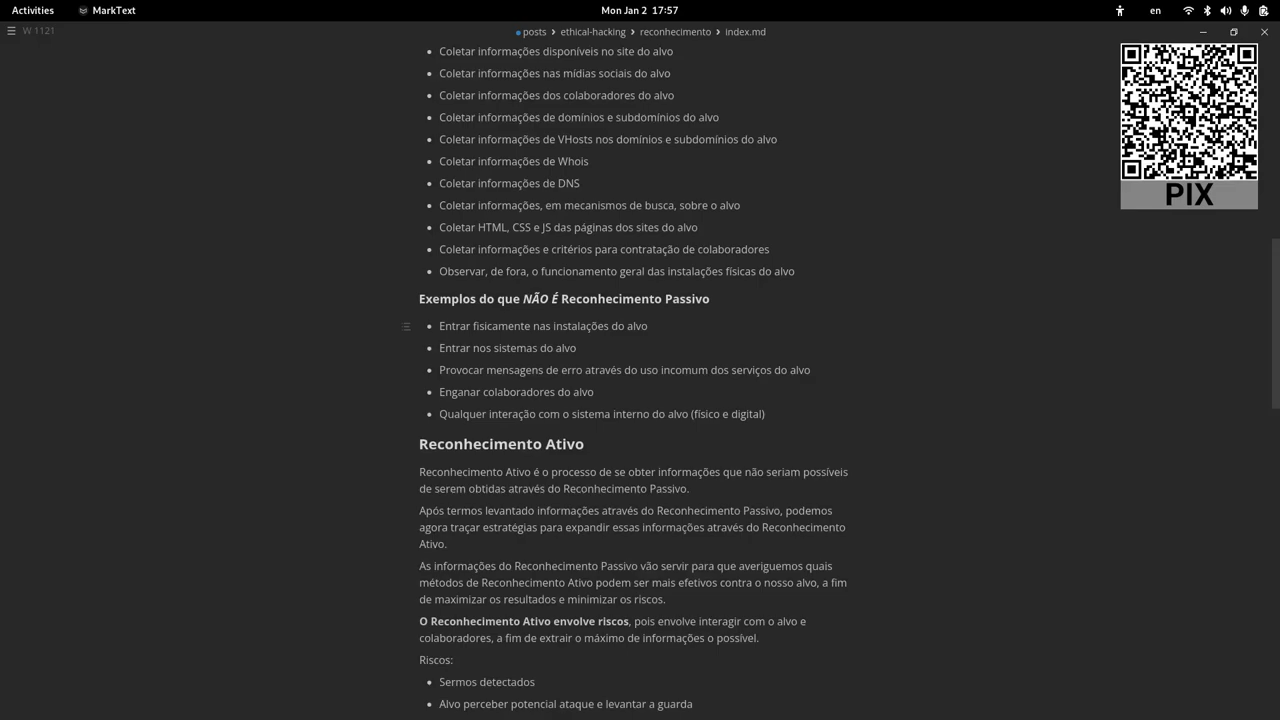 Activities MarkText Mon Jan 2 17:57 en
W 1121 posts › ethical-hacking › reconhecimento › index.md
Coletar informações disponíveis no site do alvo
Coletar informações nas mídias sociais do alvo
Coletar informações dos colaboradores do alvo
Coletar informações de domínios e subdomínios do alvo
Coletar informações de VHosts nos domínios e subdomínios do alvo
Coletar informações de Whois
Coletar informações de DNS
Coletar informações, em mecanismos de busca, sobre o alvo
Coletar HTML, CSS e JS das páginas dos sites do alvo
Coletar informações e critérios para contratação de colaboradores
Observar, de fora, o funcionamento geral das instalações físicas do alvo
PIX
Exemplos do que NÃO É Reconhecimento Passivo
Entrar fisicamente nas instalações do alvo
Entrar nos sistemas do alvo
Provocar mensagens de erro através do uso incomum dos serviços do alvo
Enganar colaboradores do alvo
Qualquer interação com o sistema interno do alvo (físico e digital)
Reconhecimento Ativo
Reconhecimento Ativo é o processo de se obter informações que não seriam possíveis
de serem obtidas através do Reconhecimento Passivo.
Após termos levantado informações através do Reconhecimento Passivo, podemos
agora traçar estratégias para expandir essas informações através do Reconhecimento
Ativo.
As informações do Reconhecimento Passivo vão servir para que averiguemos quais
métodos de Reconhecimento Ativo podem ser mais efetivos contra o nosso alvo, a fim
de maximizar os resultados e minimizar os riscos.
O Reconhecimento Ativo envolve riscos, pois envolve interagir com o alvo e
colaboradores, a fim de extrair o máximo de informações o possível.
Riscos:
Sermos detectados
Alvo perceber potencial ataque e levantar a guarda